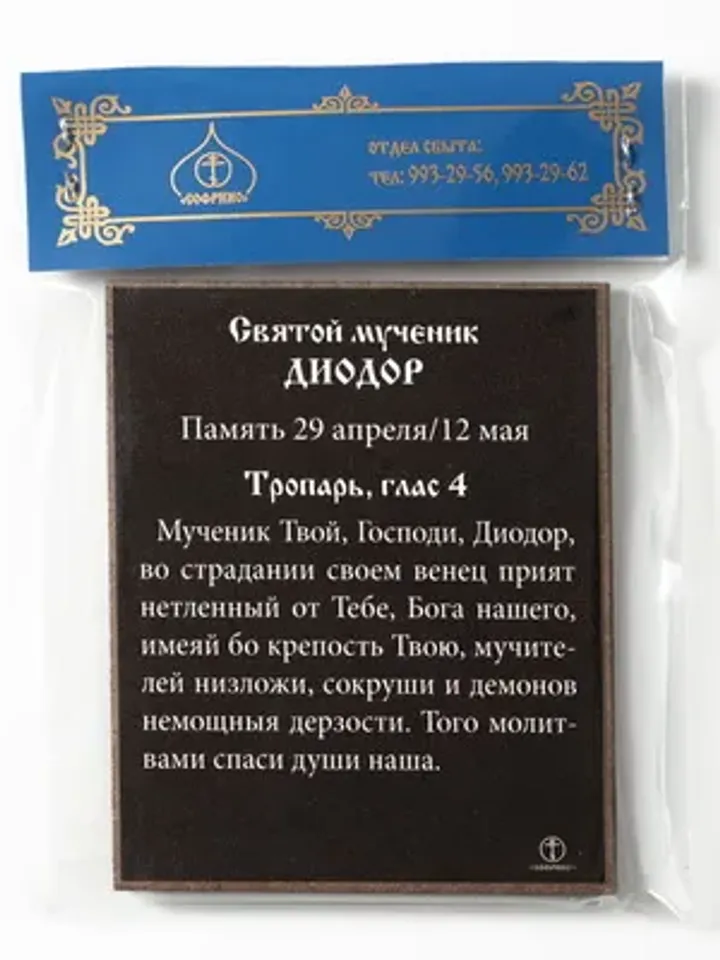 ОТДЕЛ СБЫТА:
ТЕЛ: 993-29-56, 993-29-62
«СОФРИНО»
Святой мученик
ДИОДОР
Память 29 апреля/12 мая
Тропарь, глас 4
Мученик Твой, Господи, Диодор,
во страдании своем венец прият
нетленный от Тебе, Бога нашего,
имеяй бо крепость Твою, мучите-
лей низложи, сокруши и демонов
немощныя дерзости. Того молит-
вами спаси души наша.
«СОФРИНО»